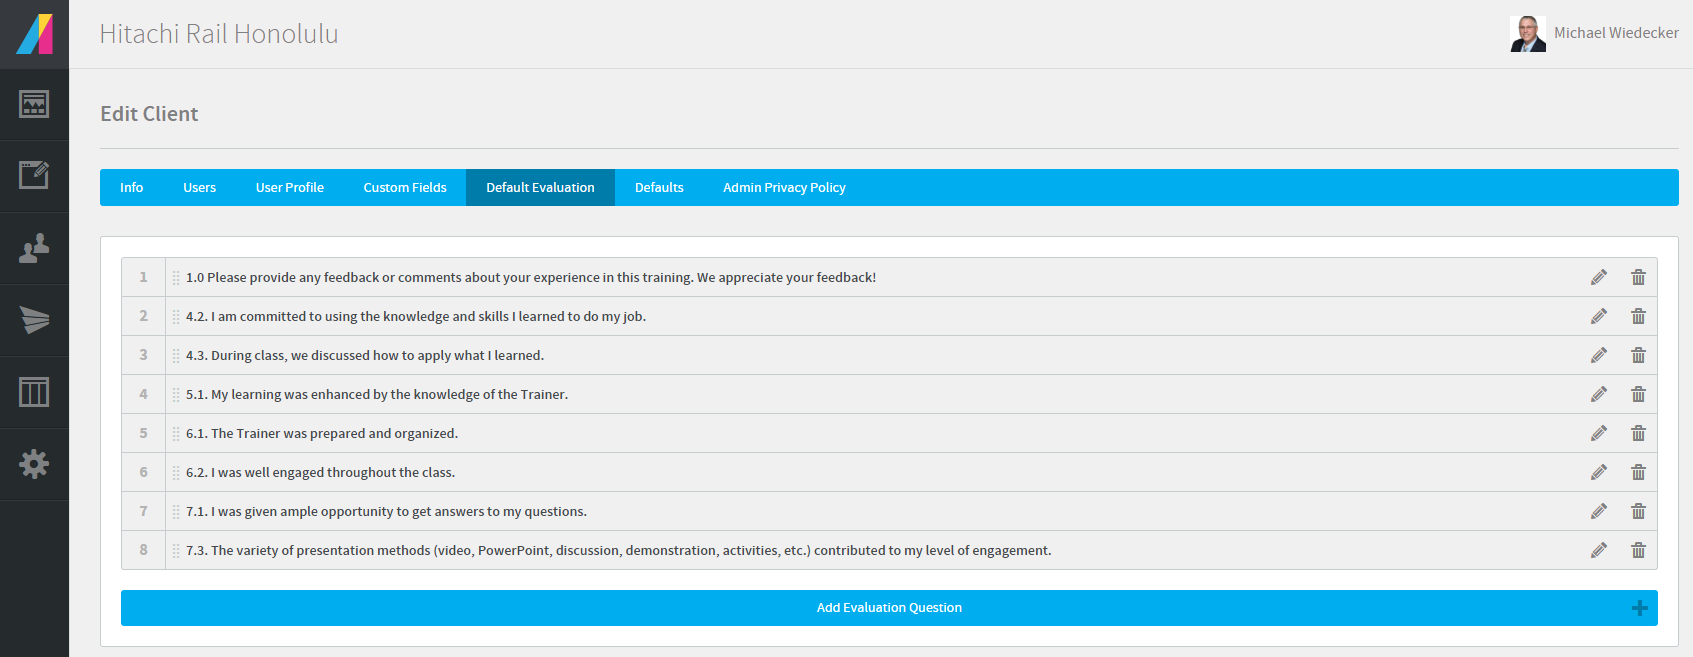 Hitachi Rail Honolulu
Michael Wiedecker
Edit Client
Info Users User Profile Custom Fields Default Evaluation Defaults Admin Privacy Policy
1 1.0 Please provide any feedback or comments about your experience in this training. We appreciate your feedback!
2 4.2. I am committed to using the knowledge and skills I learned to do my job.
3 4.3. During class, we discussed how to apply what I learned.
4 5.1. My learning was enhanced by the knowledge of the Trainer.
5 6.1. The Trainer was prepared and organized.
6 6.2. I was well engaged throughout the class.
7 7.1. I was given ample opportunity to get answers to my questions.
8 7.3. The variety of presentation methods (video, PowerPoint, discussion, demonstration, activities, etc.) contributed to my level of engagement.
Add Evaluation Question